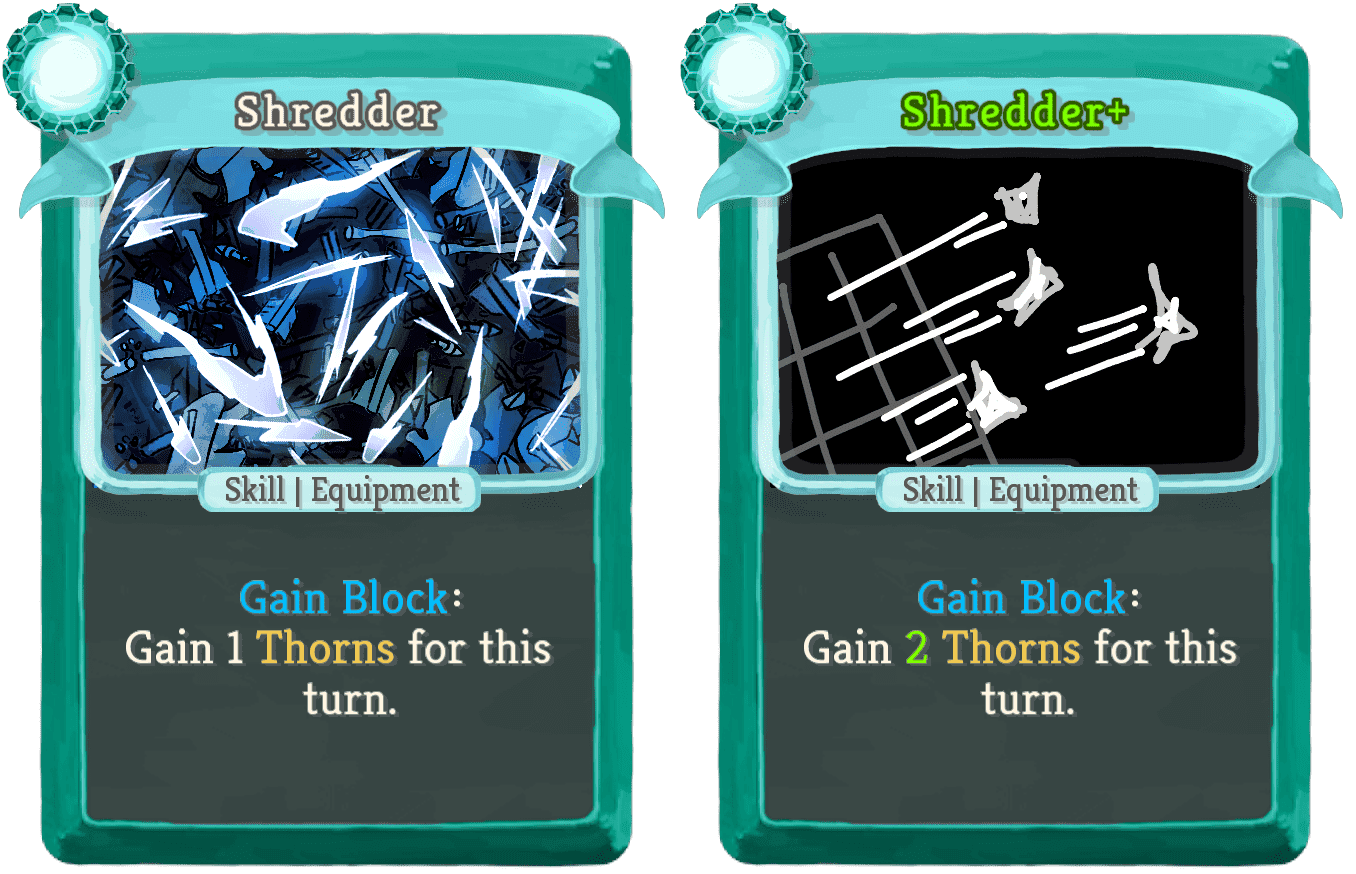 Shredder
Skill | Equipment
Gain Block:
Gain 1 Thorns for this
turn.
Shredder+
Skill | Equipment
Gain Block:
Gain 2 Thorns for this
turn.